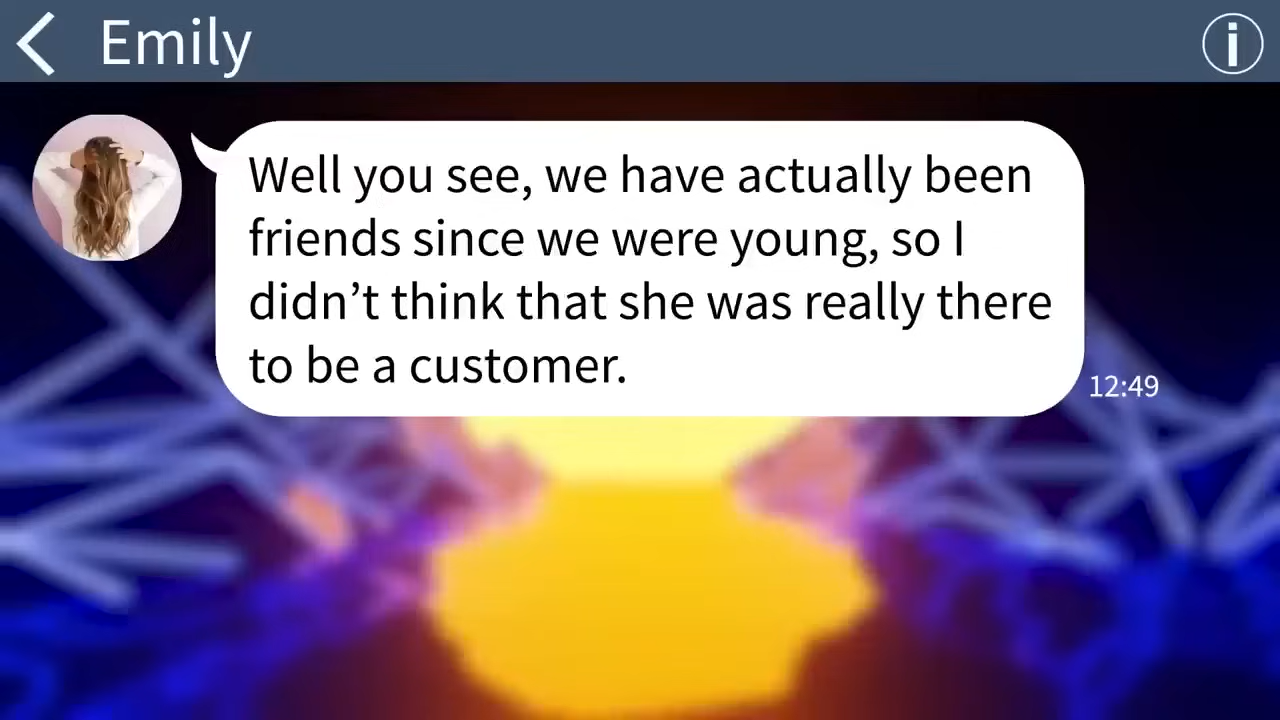 Emily
Well you see, we have actually been
friends since we were young, so I
didn’t think that she was really there
to be a customer.
12:49